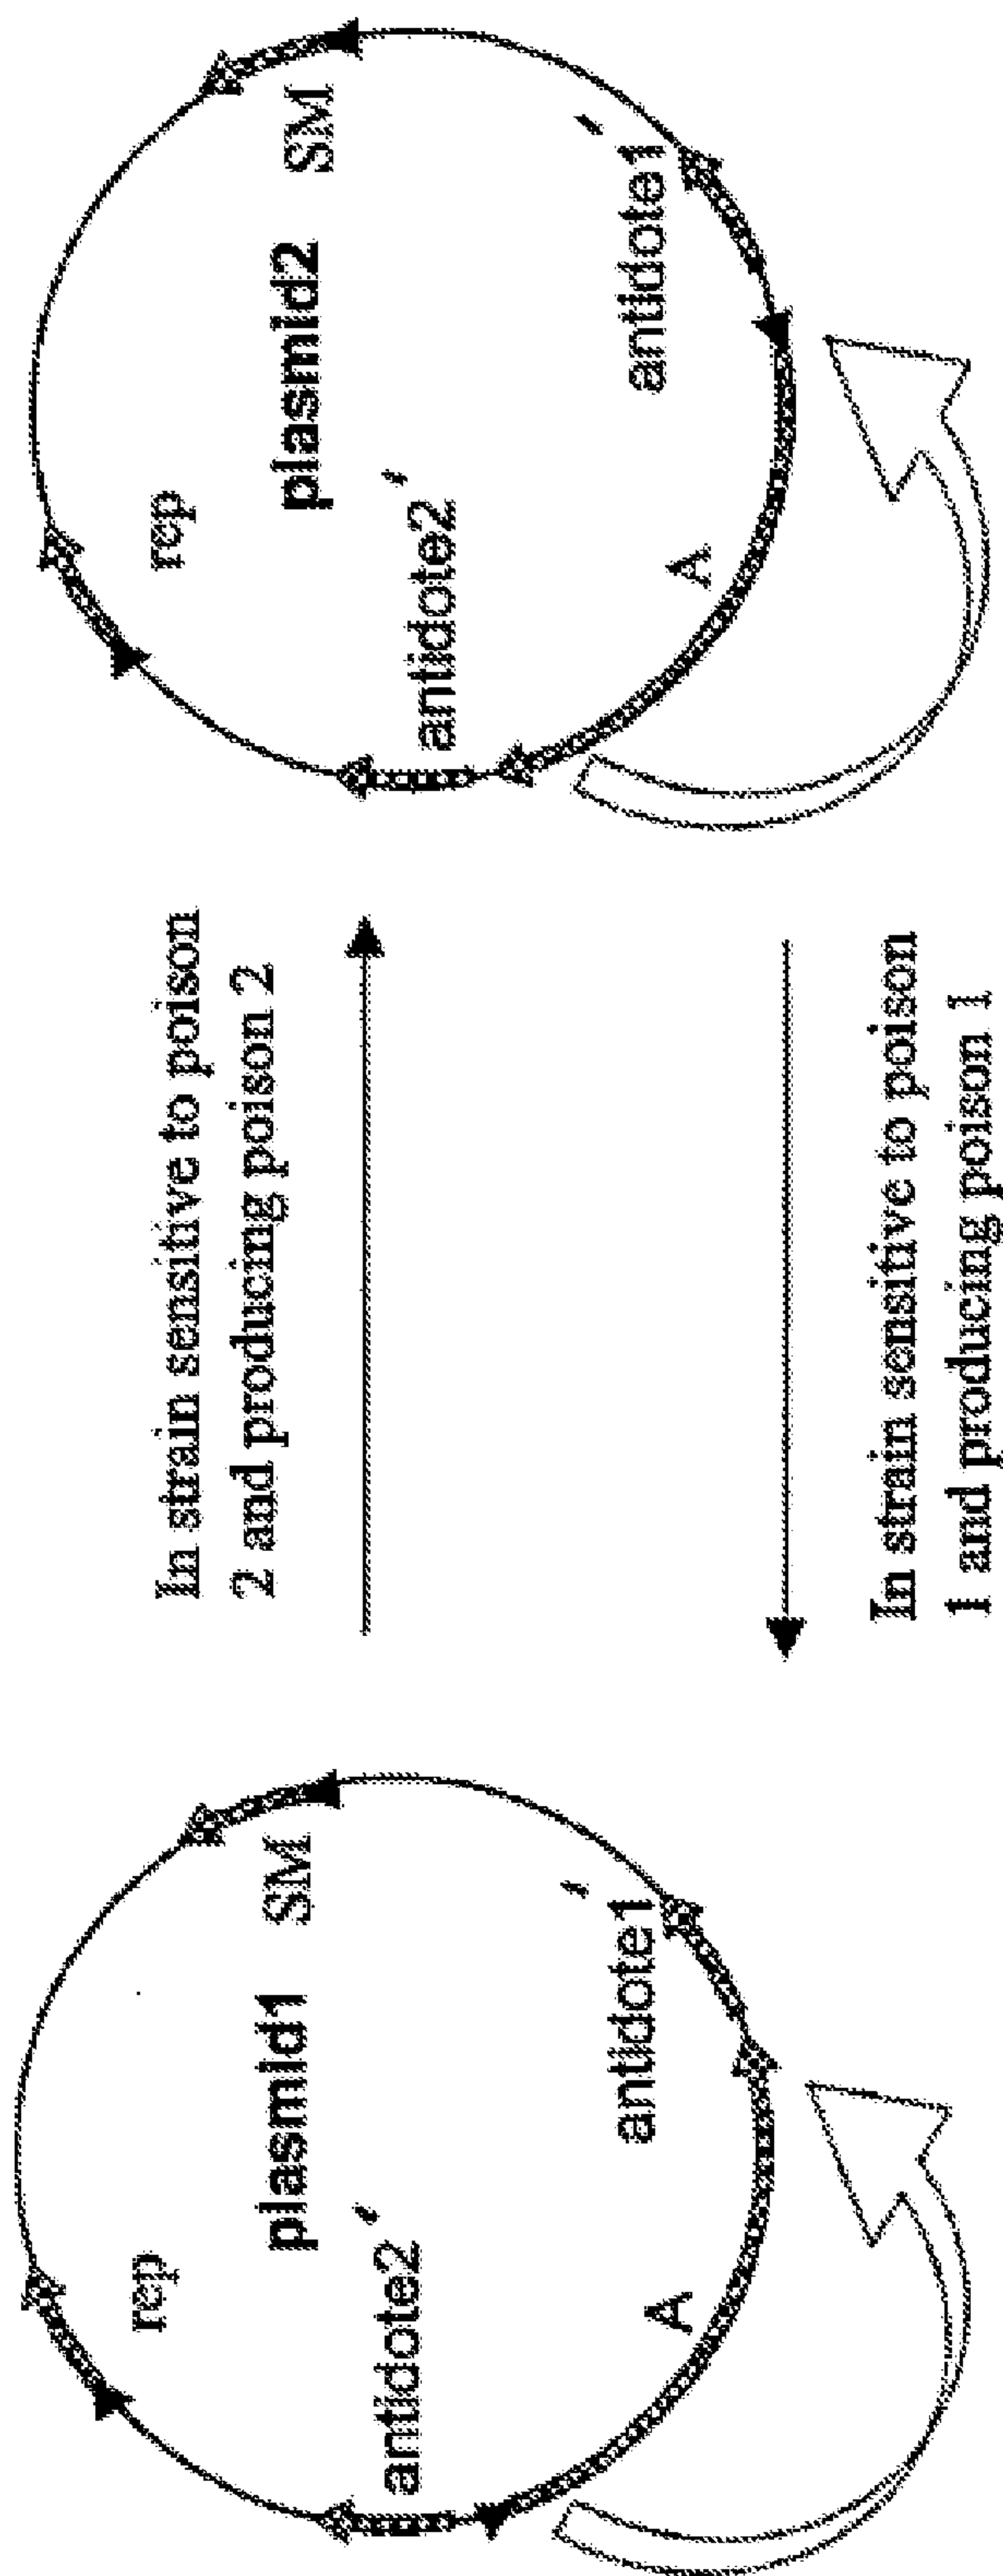 rep
plasmid1 SM
antidote2'
antidote1'
A
In strain sensitive to poison
2 and producing poison 2
In strain sensitive to poison
1 and producing poison 1
rep
plasmid2 SM
antidote2'
antidote1'
A